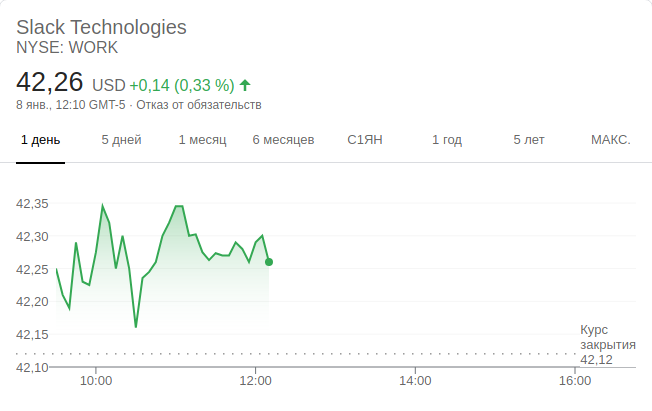 Slack Technologies
NYSE: WORK
42,26 USD +0,14 (0,33 %)
8 янв., 12:10 GMT-5 · Отказ от обязательств
1 день 5 дней 1 месяц 6 месяцев С1ЯН 1 год 5 лет МАКС.
42,35
42,30
42,25
42,20
42,15
42,10
Курс
закрытия
42,12
10:00 12:00 14:00 16:00